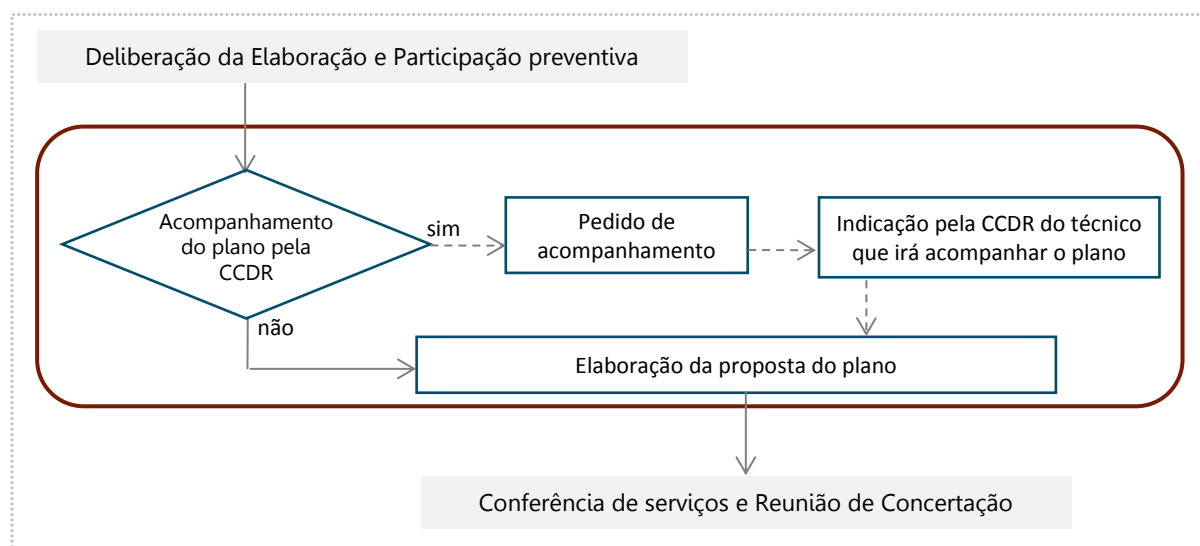 Deliberação da Elaboração e Participação preventiva
Acompanhamento
do plano pela
CCDR
sim
Pedido de
acompanhamento
Indicação pela CCDR do técnico
que irá acompanhar o plano
não
Elaboração da proposta do plano
Conferência de serviços e Reunião de Concertação